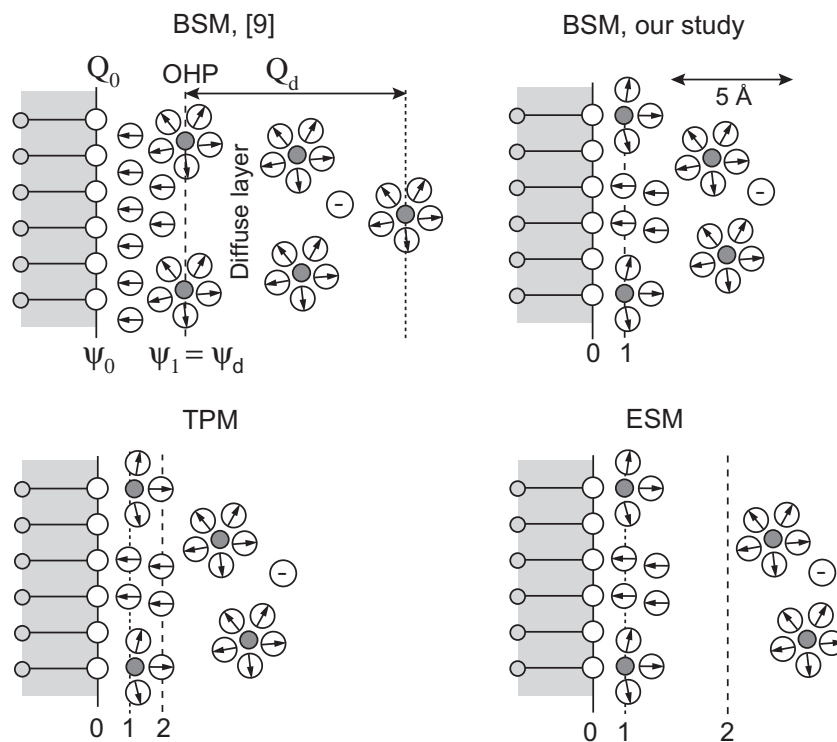 BSM, [9]
BSM, our study
Q0
OHP
Qd
5 Å
Diffuse layer
-
-
ψ0
ψ1 = ψd
0
1
TPM
ESM
-
-
0
1
2
0
1
2